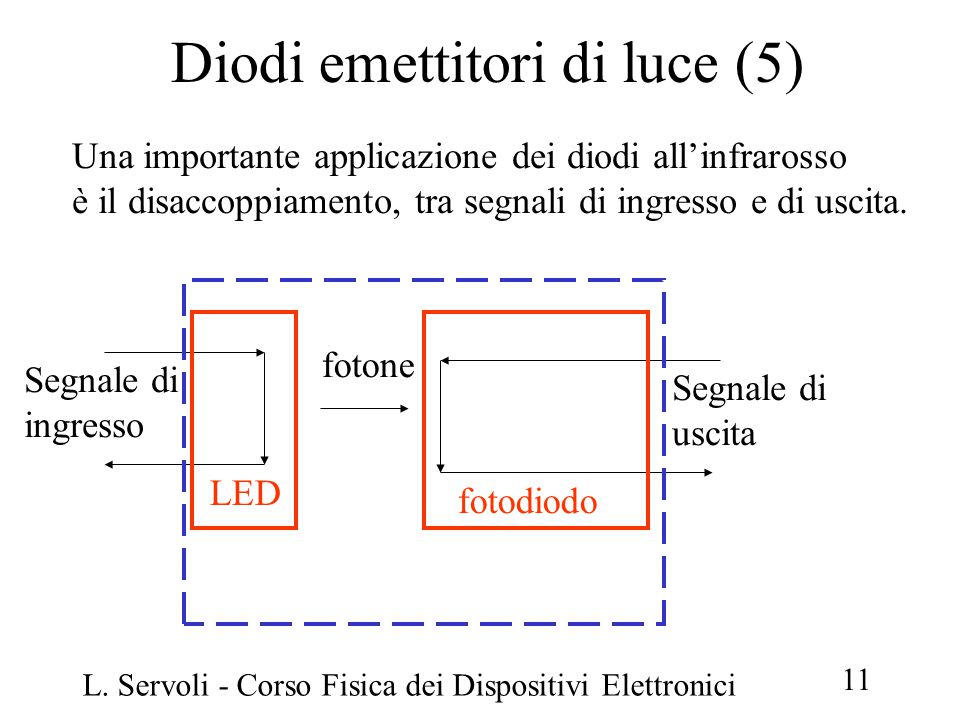 Diodi emettitori di luce (5)
Una importante applicazione dei diodi all’infrarosso
è il disaccoppiamento, tra segnali di ingresso e di uscita.
fotone
Segnale di
ingresso
Segnale di
uscita
LED
fotodiodo
L. Servoli - Corso Fisica dei Dispositivi Elettronici
11